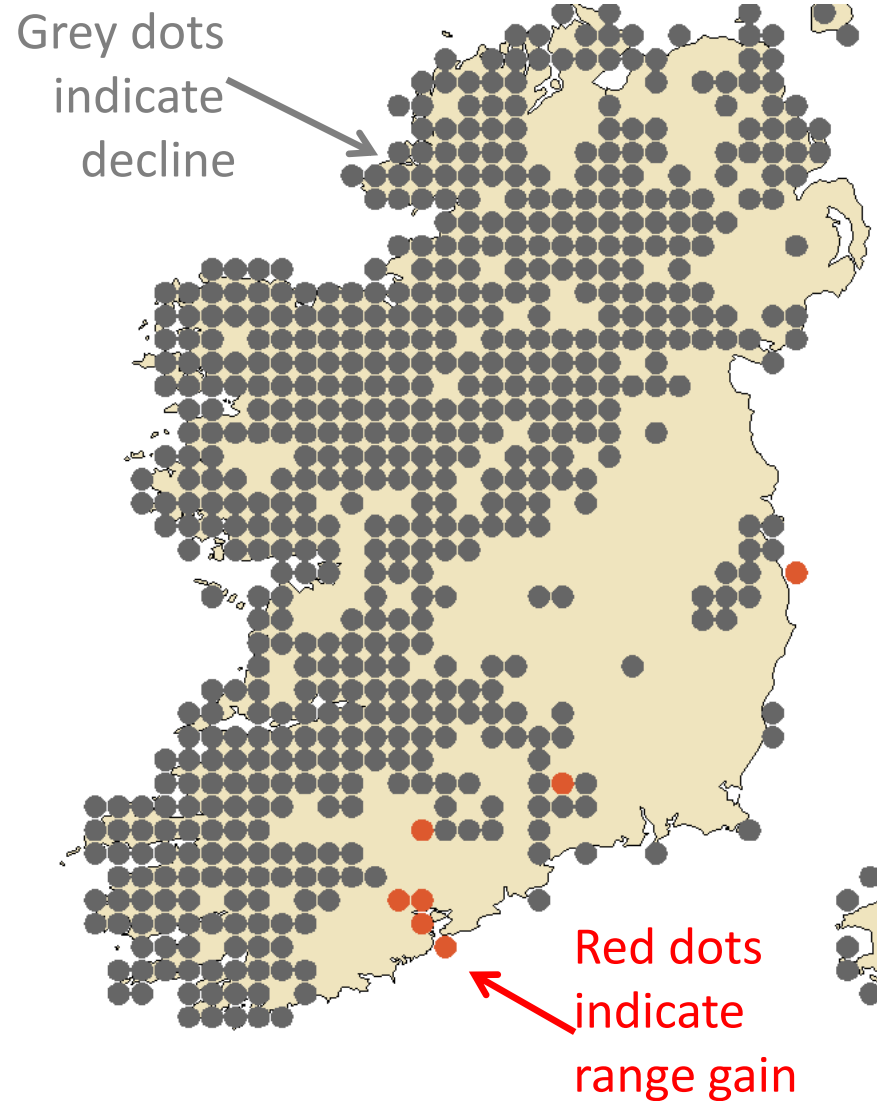 Grey dots
indicate
decline
Red dots
indicate
range gain